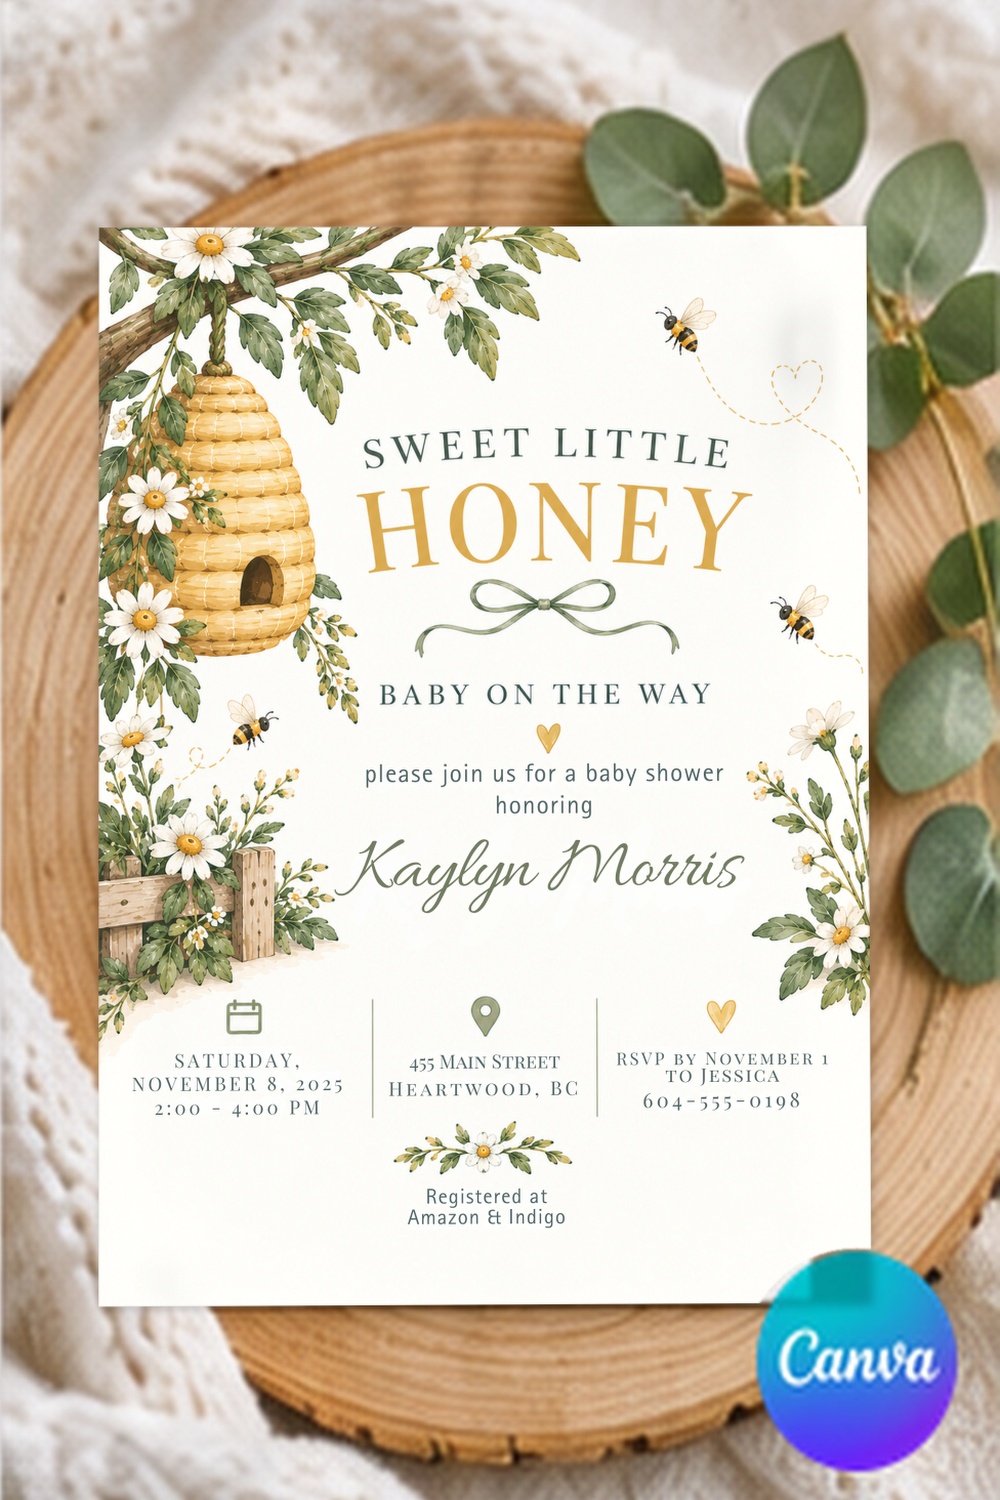 SWEET LITTLE
HONEY
BABY ON THE WAY
please join us for a baby shower
honoring
Kaylyn Morris
SATURDAY,
NOVEMBER 8, 2025
2:00 - 4:00 PM
455 MAIN STREET
HEARTWOOD, BC
RSVP BY NOVEMBER 1
TO JESSICA
604-555-0198
Registered at
Amazon & Indigo
Canva